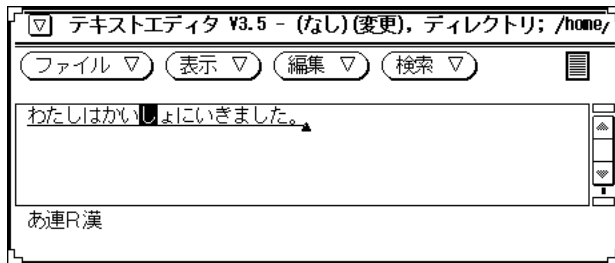 テキストエディタ V3.5 - (なし)(変更), ディレクトリ; /home/
ファイル 表示 編集 検索
わたしはかいしょにいきました。
あ連R漢